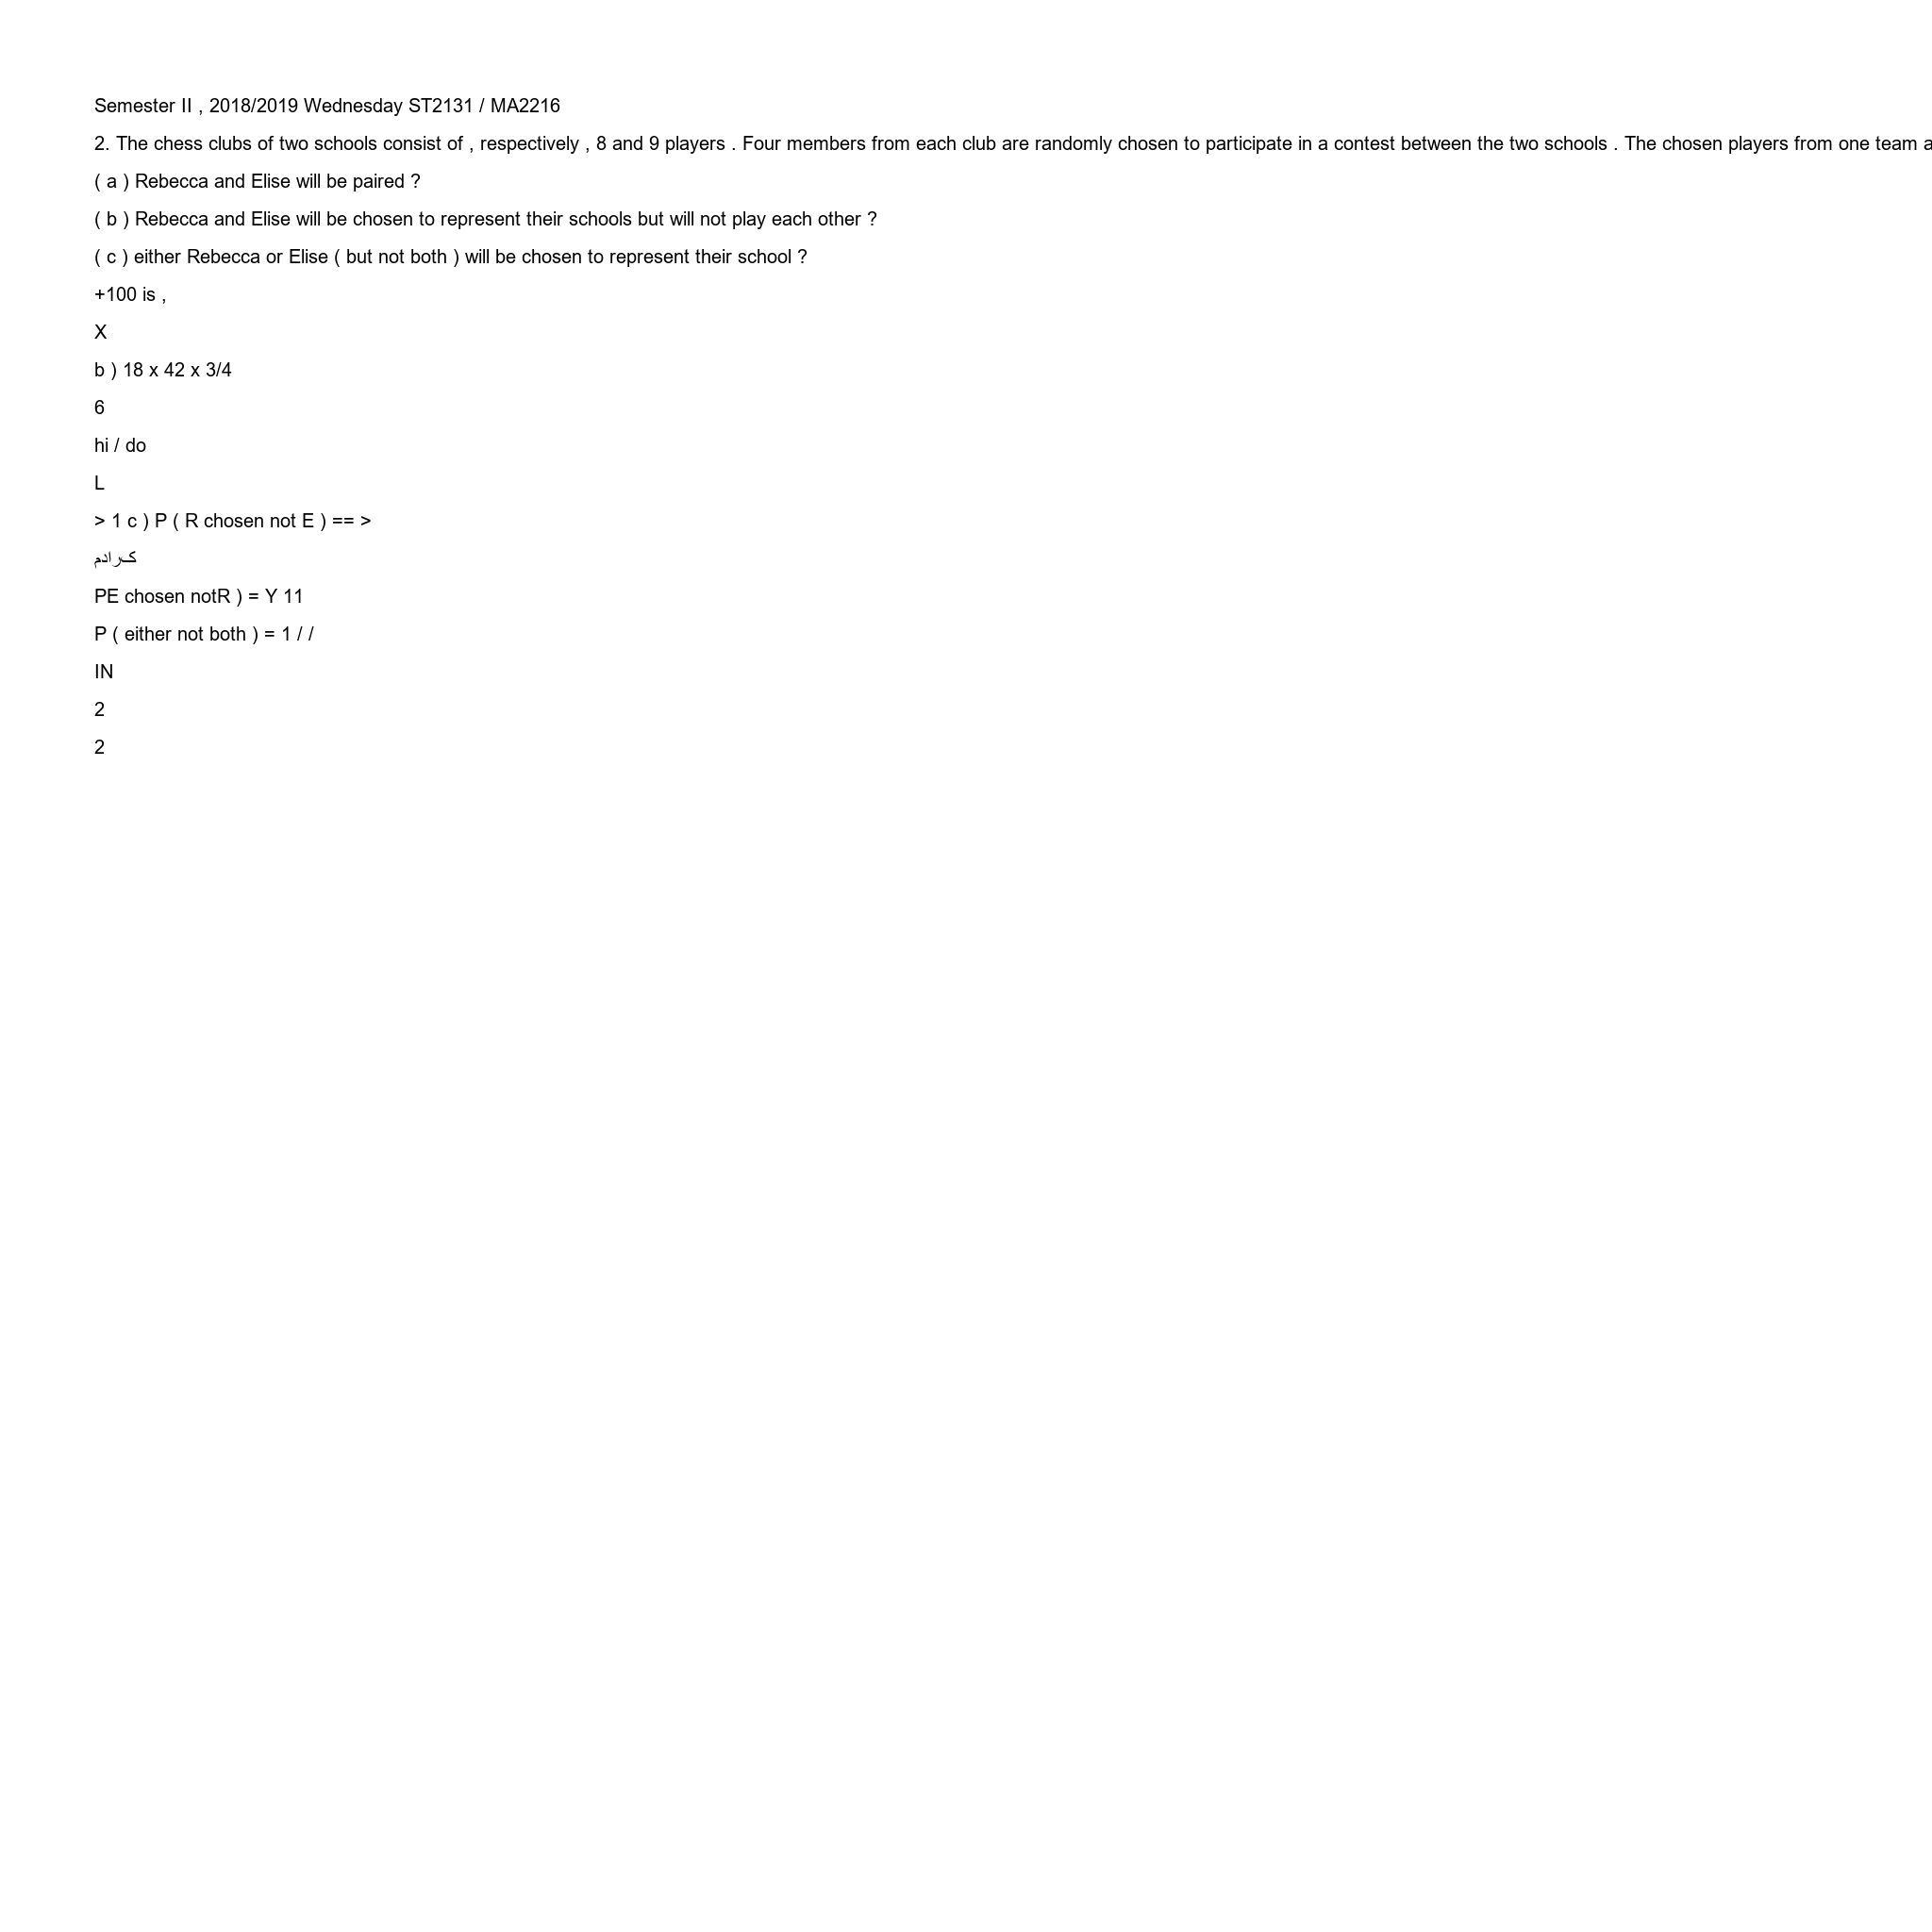 Semester II , 2018/2019 Wednesday ST2131 / MA2216
2. The chess clubs of two schools consist of , respectively , 8 and 9 players . Four members from each club are randomly chosen to participate in a contest between the two schools . The chosen players from one team a
( a ) Rebecca and Elise will be paired ?
( b ) Rebecca and Elise will be chosen to represent their schools but will not play each other ?
( c ) either Rebecca or Elise ( but not both ) will be chosen to represent their school ?
+100 is ,
X
b ) 18 x 42 x 3/4
6
hi / do
L
> 1 c ) P ( R chosen not E ) == >
کرادم
PE chosen notR ) = Y 11
P ( either not both ) = 1 / /
IN
2
2